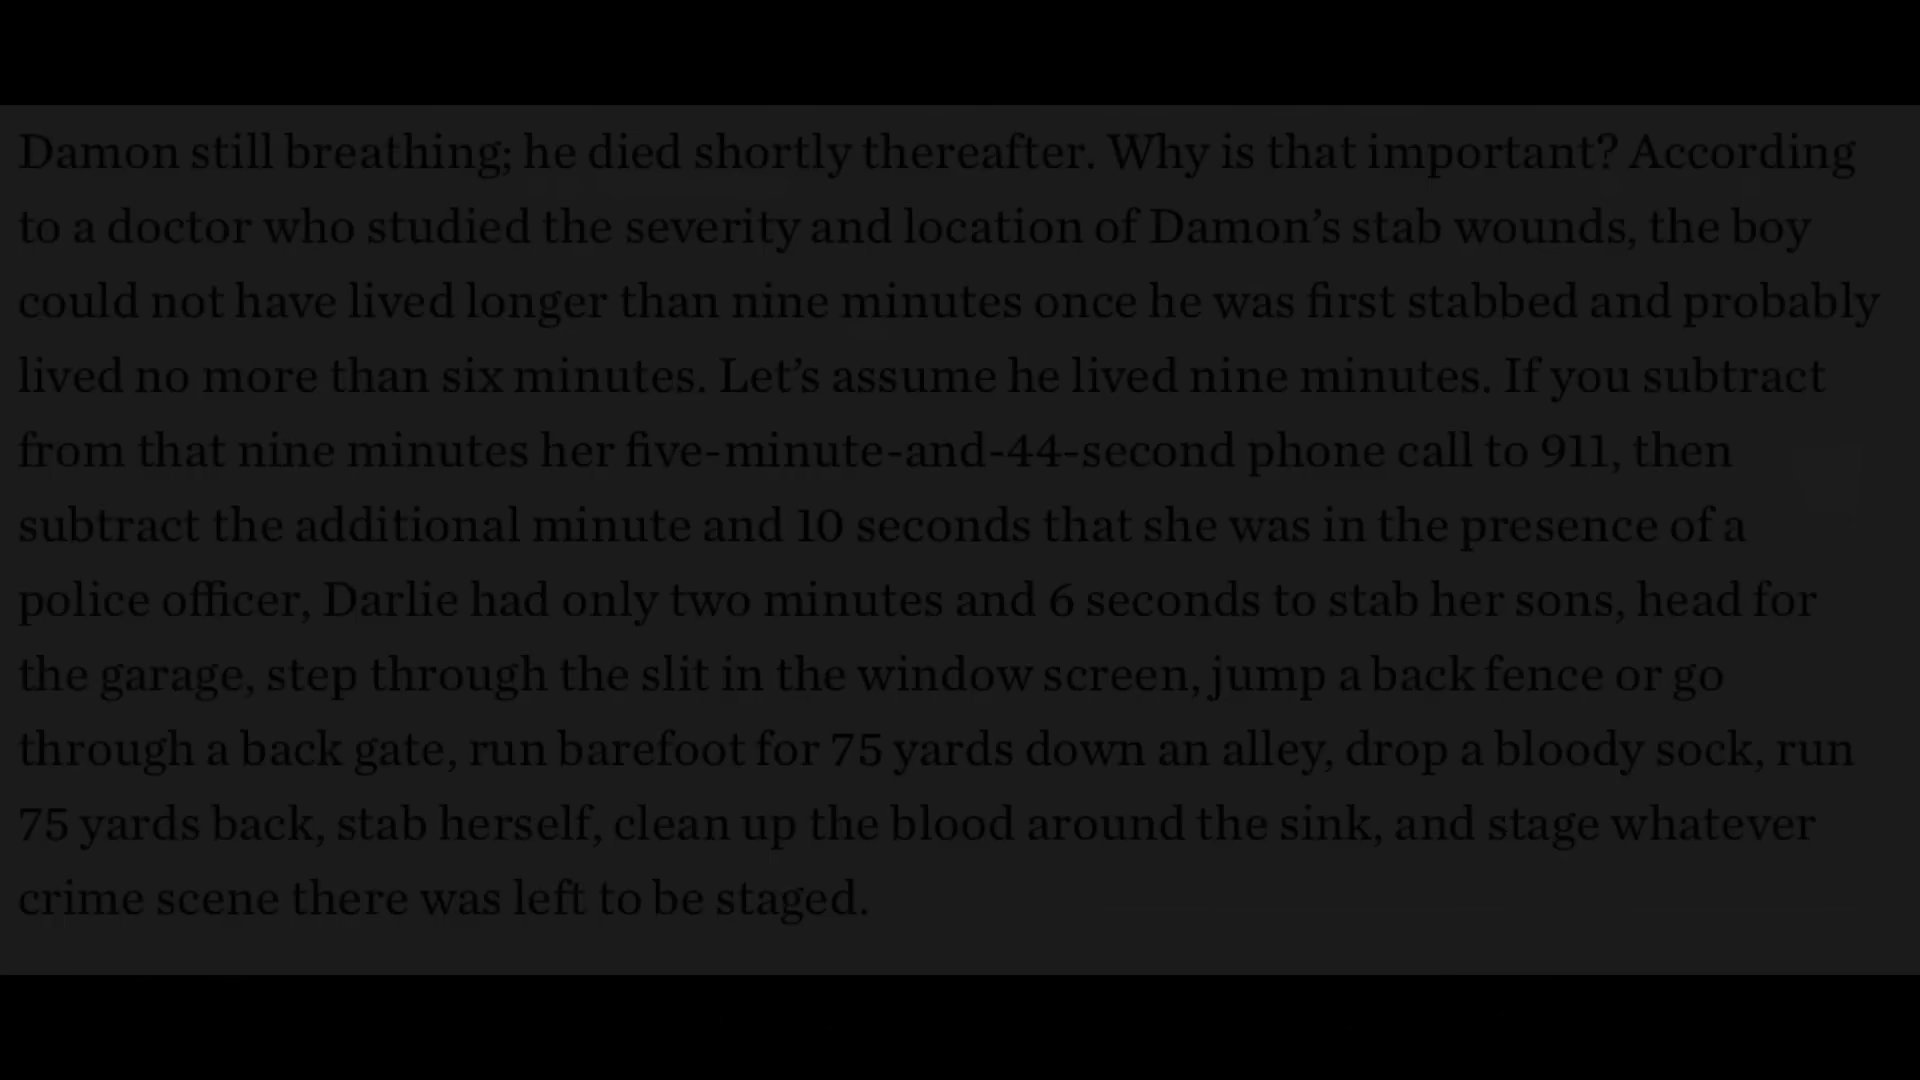 Damon still breathing; he died shortly thereafter. Why is that important? According
to a doctor who studied the severity and location of Damon’s stab wounds, the boy
could not have lived longer than nine minutes once he was first stabbed and probably
lived no more than six minutes. Let’s assume he lived nine minutes. If you subtract
from that nine minutes her five-minute-and-44-second phone call to 911, then
subtract the additional minute and 10 seconds that she was in the presence of a
police officer, Darlie had only two minutes and 6 seconds to stab her sons, head for
the garage, step through the slit in the window screen, jump a back fence or go
through a back gate, run barefoot for 75 yards down an alley, drop a bloody sock, run
75 yards back, stab herself, clean up the blood around the sink, and stage whatever
crime scene there was left to be staged.